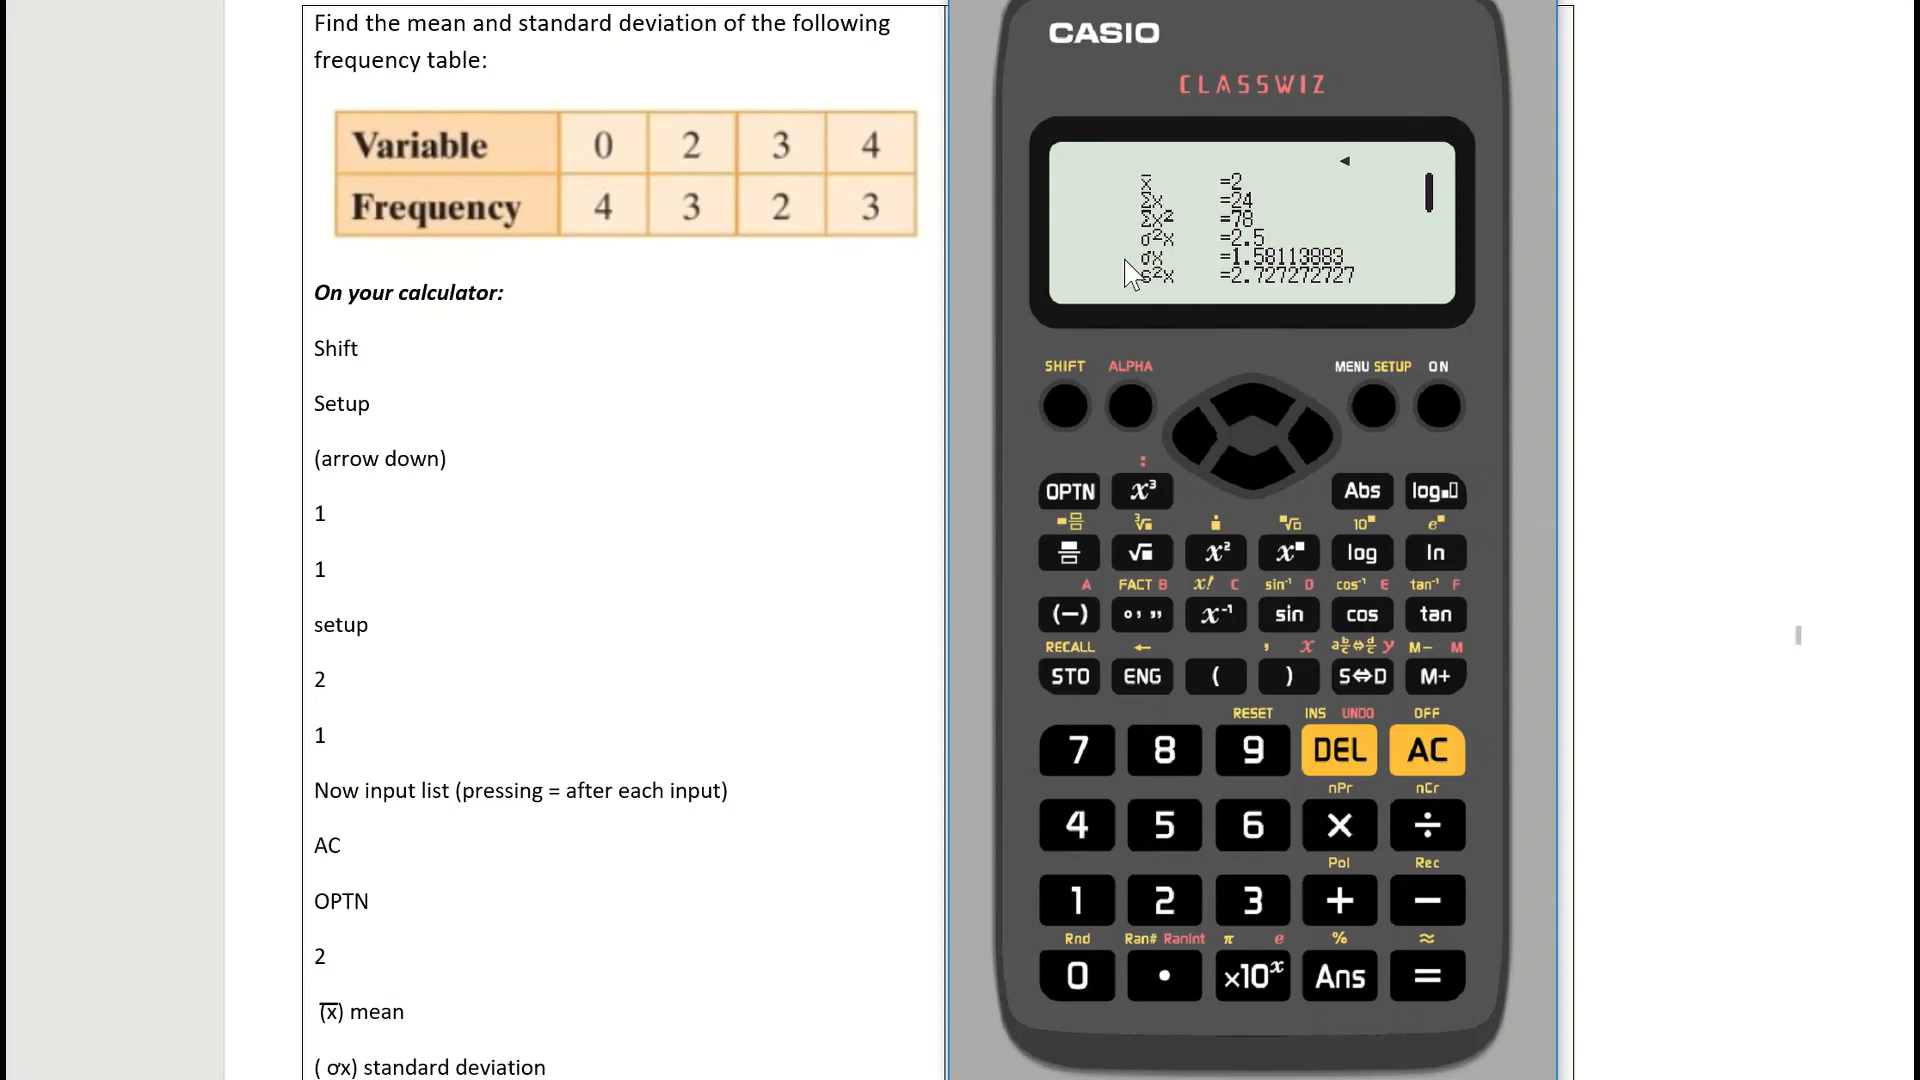 Find the mean and standard deviation of the following
frequency table:
Variable 0 2 3 4
Frequency 4 3 2 3
On your calculator:
Shift
Setup
(arrow down)
1
1
setup
2
1
Now input list (pressing = after each input)
AC
OPTN
2
(x̅) mean
( σx) standard deviation
CASIO
CLASSWIZ
x̅ =2
Σx =24
Σx² =78
σ²x =2.5
σx =1.58113883
s²x =2.727272727
SHIFT ALPHA MENU SETUP ON
:
OPTN x³ Abs log▪▯
▪⌸ ³√▪ ▪ ▪√▯ 10▪ e▪
⌸ √▪ x² x▪ log ln
A FACT B x! C sin⁻¹ D cos⁻¹ E tan⁻¹ F
(−) ° ’ ” x⁻¹ sin cos tan
RECALL ← , x a b/c⇔d/c y M− M
STO ENG ( ) S⇔D M+
RESET INS UNDO OFF
7 8 9 DEL AC
nPr nCr
4 5 6 × ÷
Pol Rec
1 2 3 + −
Rnd Ran# RanInt π e % ≈
0 • ×10ˣ Ans =